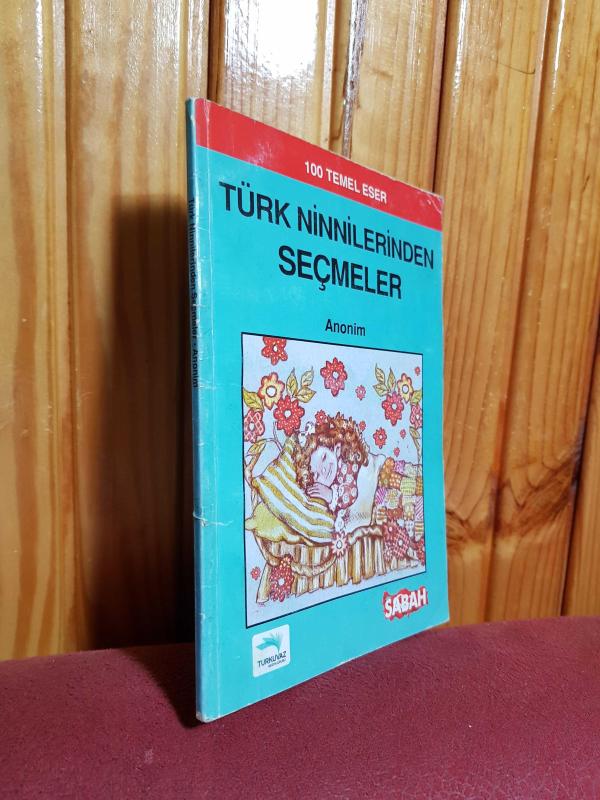 100 TEMEL ESER
TÜRK NİNNİLERİNDEN
SEÇMELER
Anonim
SABAH
TURKUVAZ
Türk Ninnilerinden Seçmeler - Anonim